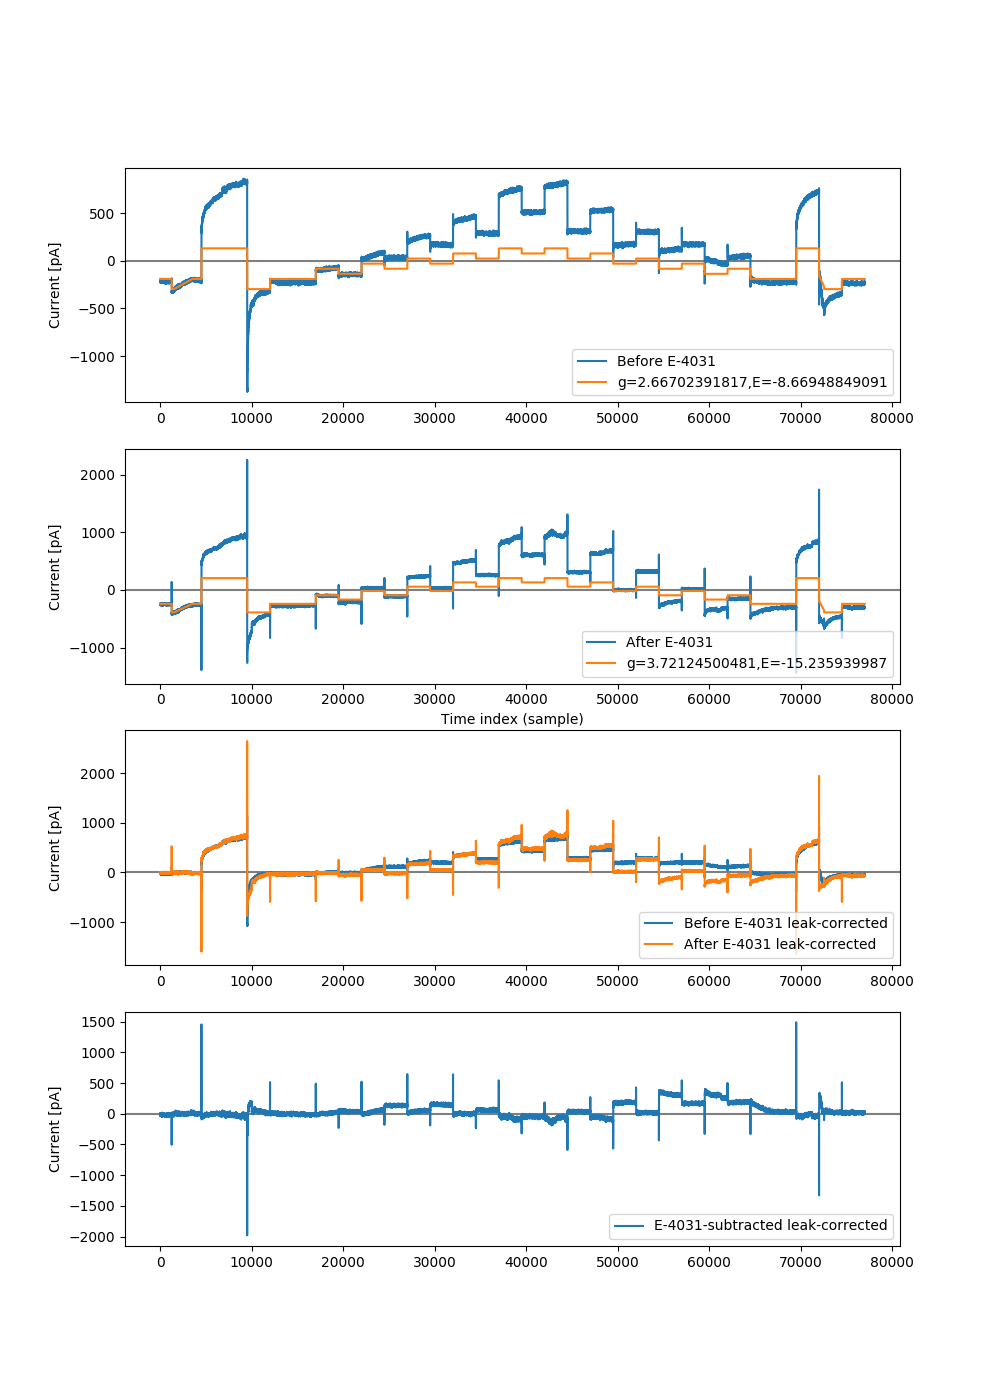 500
0
−500
−1000
Current [pA]
Before E-4031
g=2.66702391817,E=-8.66948849091
0 10000 20000 30000 40000 50000 60000 70000 80000
2000
1000
0
−1000
Current [pA]
After E-4031
g=3.72124500481,E=-15.235939987
0 10000 20000 30000 40000 50000 60000 70000 80000
Time index (sample)
2000
1000
0
−1000
Current [pA]
Before E-4031 leak-corrected
After E-4031 leak-corrected
0 10000 20000 30000 40000 50000 60000 70000 80000
1500
1000
500
0
−500
−1000
−1500
−2000
Current [pA]
E-4031-subtracted leak-corrected
0 10000 20000 30000 40000 50000 60000 70000 80000